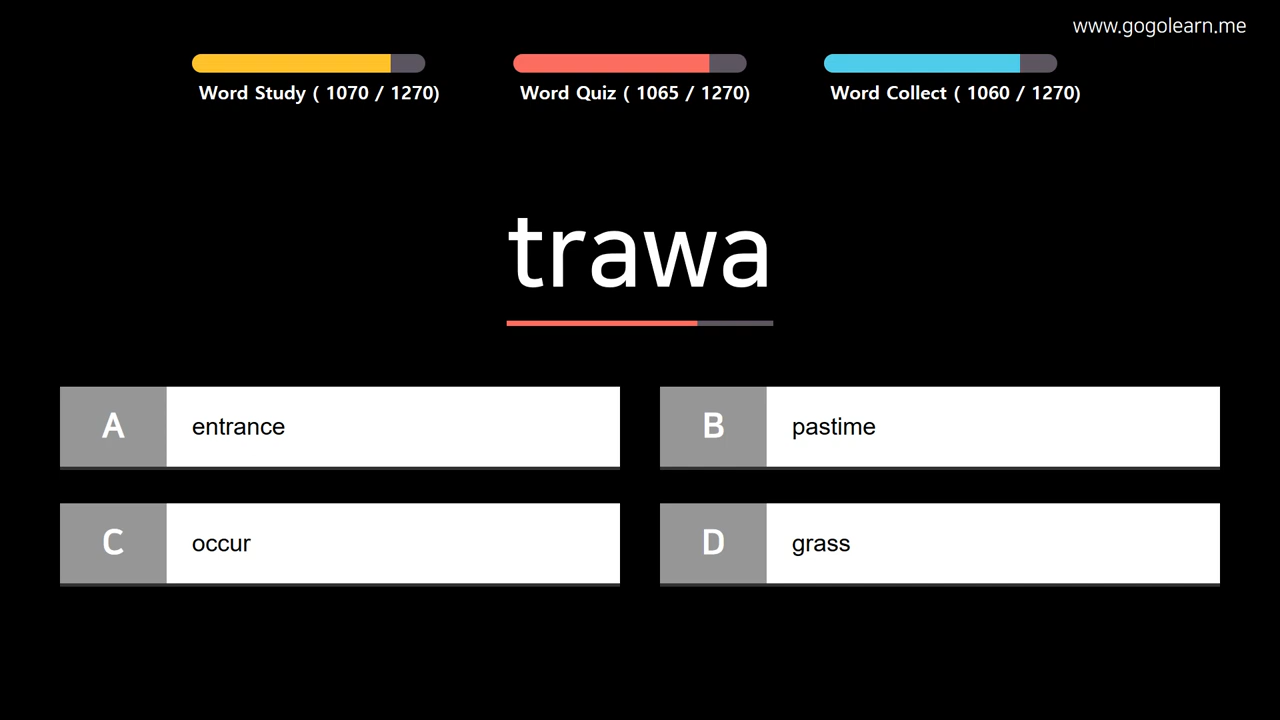 www.gogolearn.me
Word Study ( 1070 / 1270)
Word Quiz ( 1065 / 1270)
Word Collect ( 1060 / 1270)
trawa
A entrance
B pastime
C occur
D grass